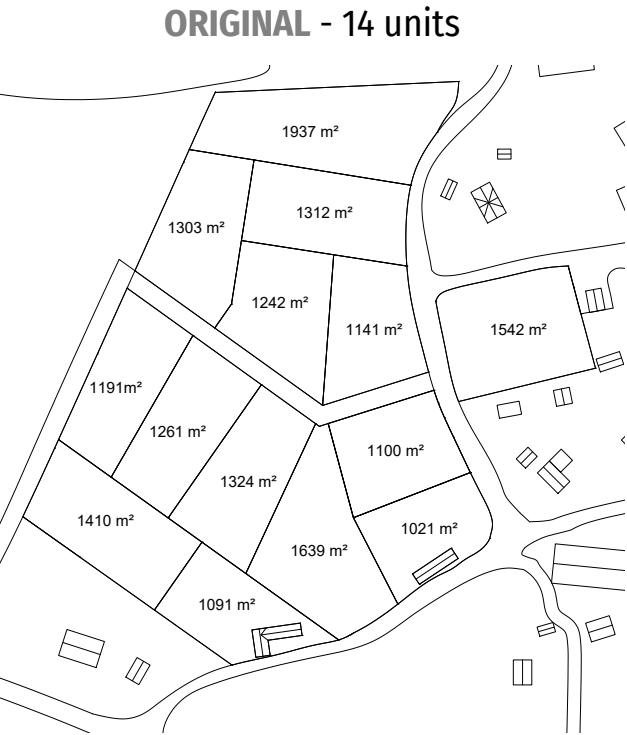 ORIGINAL - 14 units
1937 m²
1312 m²
1303 m²
1242 m²
1141 m²
1542 m²
1191m²
1261 m²
1100 m²
1324 m²
1410 m²
1021 m²
1639 m²
1091 m²